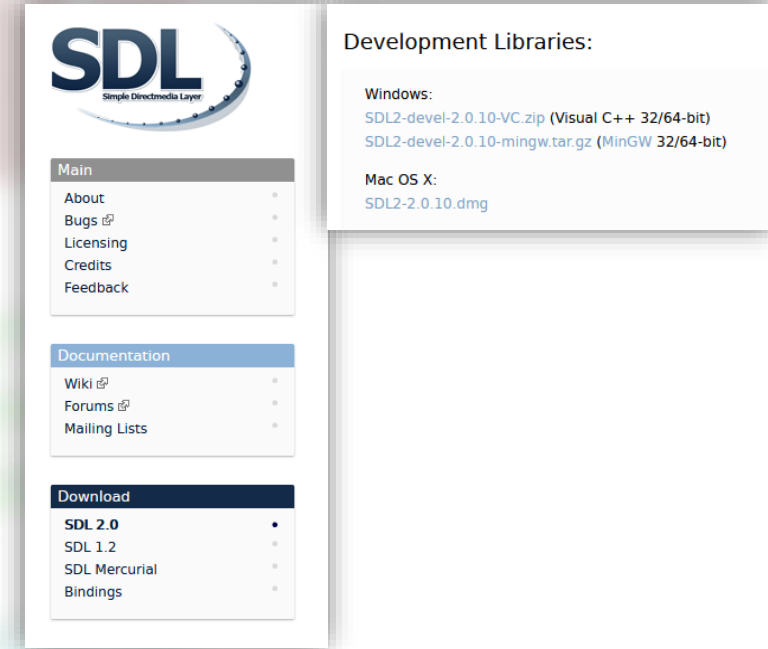 SDL
Simple Directmedia Layer
Main
About
Bugs
Licensing
Credits
Feedback
Documentation
Wiki
Forums
Mailing Lists
Download
SDL 2.0
SDL 1.2
SDL Mercurial
Bindings
Development Libraries:
Windows:
SDL2-devel-2.0.10-VC.zip (Visual C++ 32/64-bit)
SDL2-devel-2.0.10-mingw.tar.gz (MinGW 32/64-bit)
Mac OS X:
SDL2-2.0.10.dmg